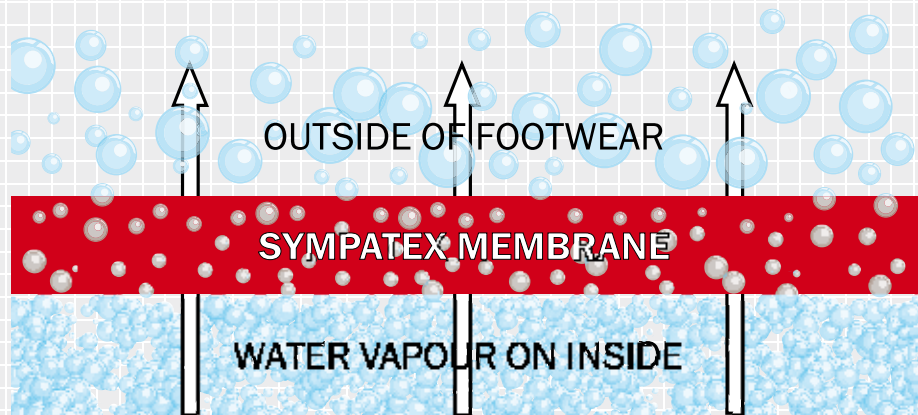 OUTSIDE OF FOOTWEAR
SYMPATEX MEMBRANE
WATER VAPOUR ON INSIDE